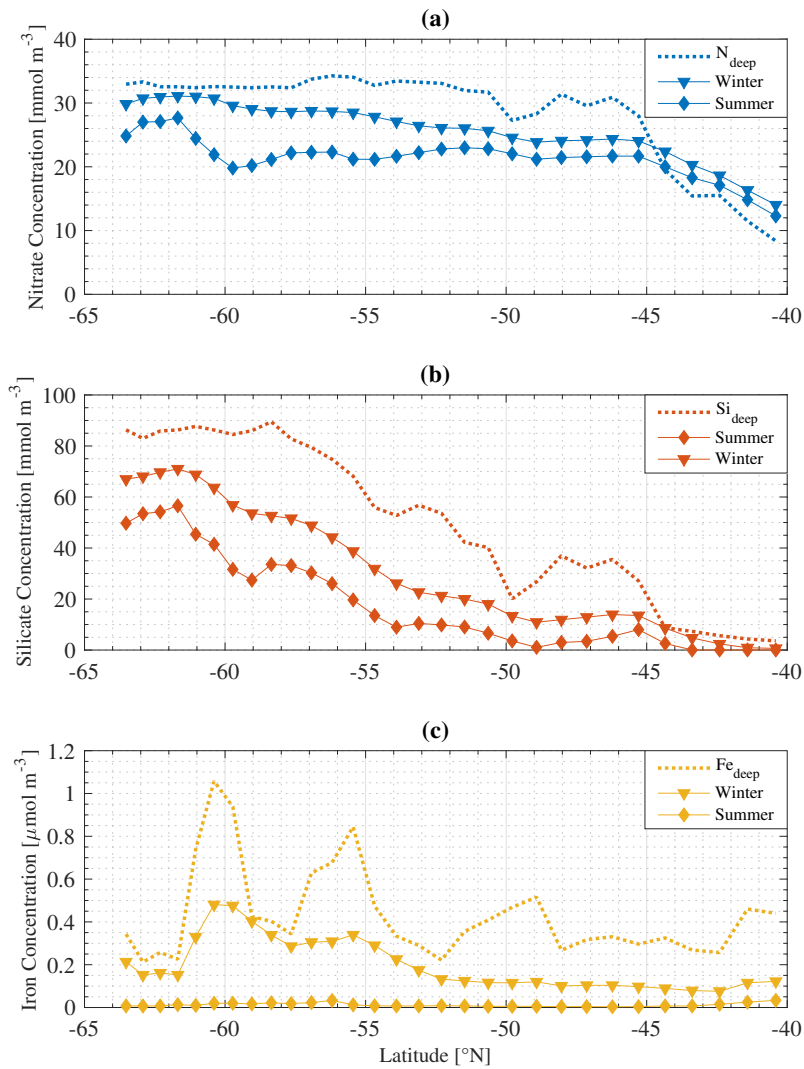 (a)
Nitrate Concentration [mmol m⁻³]
40
30
20
10
0
-65
-60
-55
-50
-45
-40
N_deep
Winter
Summer
(b)
Silicate Concentration [mmol m⁻³]
100
80
60
40
20
0
-65
-60
-55
-50
-45
-40
Si_deep
Summer
Winter
(c)
Iron Concentration [μmol m⁻³]
1.2
1
0.8
0.6
0.4
0.2
0
-65
-60
-55
-50
-45
-40
Fe_deep
Winter
Summer
Latitude [°N]